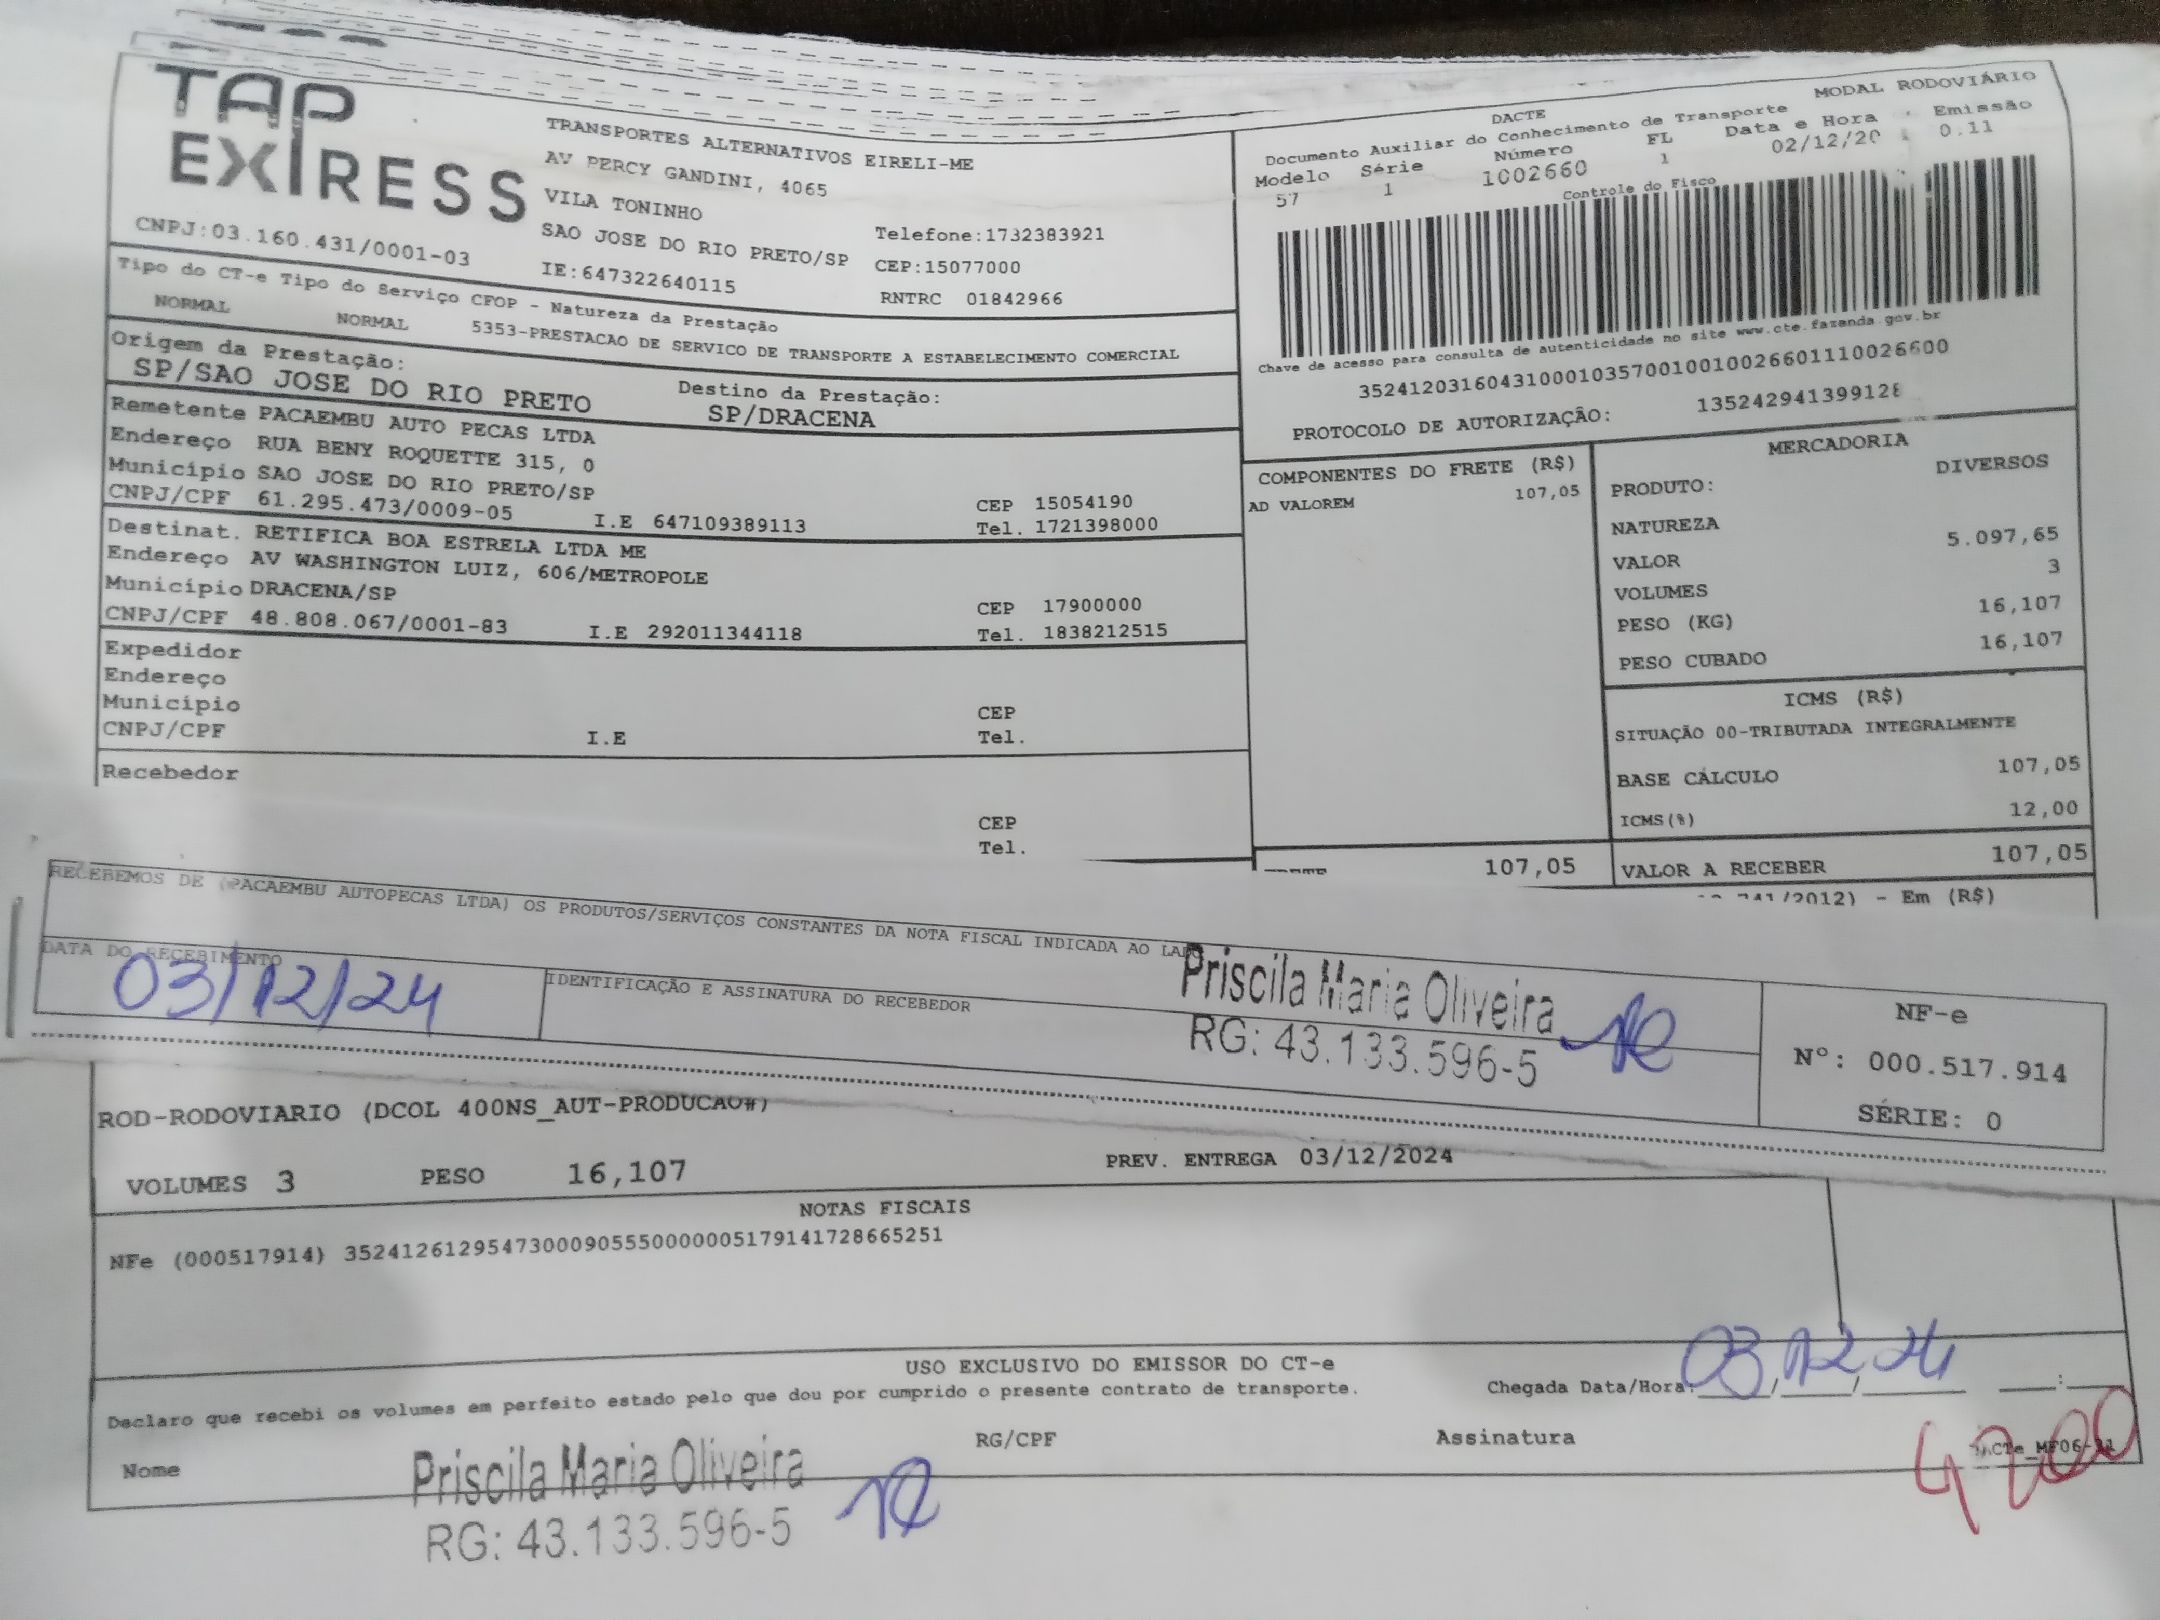 TAP
EXPRESS
CNPJ:03.160.431/0001-03
TRANSPORTES ALTERNATIVOS EIRELI-ME
AV PERCY GANDINI, 4065
VILA TONINHO
SAO JOSE DO RIO PRETO/SP
IE:647322640115
Telefone:1732383921
CEP:15077000
RNTRC 01842966
DACTE
MODAL RODOVIÁRIO
Documento Auxiliar do Conhecimento de Transporte
Modelo Série Número FL Data e Hora Emissão
57 1 1002660 1 02/12/20 0.11
Controle do Fisco
Chave de acesso para consulta de autenticidade no site www.cte.fazenda.gov.br
35241203160431000103570010010026601110026600
PROTOCOLO DE AUTORIZAÇÃO: 135242941399128
Tipo do CT-e Tipo do Serviço CFOP - Natureza da Prestação
NORMAL NORMAL 5353-PRESTACAO DE SERVICO DE TRANSPORTE A ESTABELECIMENTO COMERCIAL
Origem da Prestação:
SP/SAO JOSE DO RIO PRETO
Destino da Prestação:
SP/DRACENA
Remetente PACAEMBU AUTO PECAS LTDA
Endereço RUA BENY ROQUETTE 315, 0
Município SAO JOSE DO RIO PRETO/SP CEP 15054190
CNPJ/CPF 61.295.473/0009-05 I.E 647109389113 Tel. 1721398000
Destinat. RETIFICA BOA ESTRELA LTDA ME
Endereço AV WASHINGTON LUIZ, 606/METROPOLE
Município DRACENA/SP CEP 17900000
CNPJ/CPF 48.808.067/0001-83 I.E 292011344118 Tel. 1838212515
Expedidor
Endereço
Município CEP
CNPJ/CPF I.E Tel.
Recebedor
CEP
Tel.
COMPONENTES DO FRETE (R$)
AD VALOREM 107,05
107,05
MERCADORIA
PRODUTO: DIVERSOS
NATUREZA
VALOR 5.097,65
VOLUMES 3
PESO (KG) 16,107
PESO CUBADO 16,107
ICMS (R$)
SITUAÇÃO 00-TRIBUTADA INTEGRALMENTE
BASE CÁLCULO 107,05
ICMS(%) 12,00
VALOR A RECEBER 107,05
741/2012) - Em (R$)
RECEBEMOS DE (PACAEMBU AUTOPECAS LTDA) OS PRODUTOS/SERVIÇOS CONSTANTES DA NOTA FISCAL INDICADA AO LADO
DATA DO RECEBIMENTO
03/12/24
IDENTIFICAÇÃO E ASSINATURA DO RECEBEDOR
Priscila Maria Oliveira
RG: 43.133.596-5
NF-e
Nº: 000.517.914
SÉRIE: 0
ROD-RODOVIARIO (DCOL 400NS_AUT-PRODUCAO#)
VOLUMES 3 PESO 16,107 PREV. ENTREGA 03/12/2024
NOTAS FISCAIS
NFe (000517914) 35241261295473000905550000005179141728665251
USO EXCLUSIVO DO EMISSOR DO CT-e
Declaro que recebi os volumes em perfeito estado pelo que dou por cumprido o presente contrato de transporte.
Chegada Data/Hora: 03/12/24
Nome RG/CPF Assinatura
Priscila Maria Oliveira
RG: 43.133.596-5